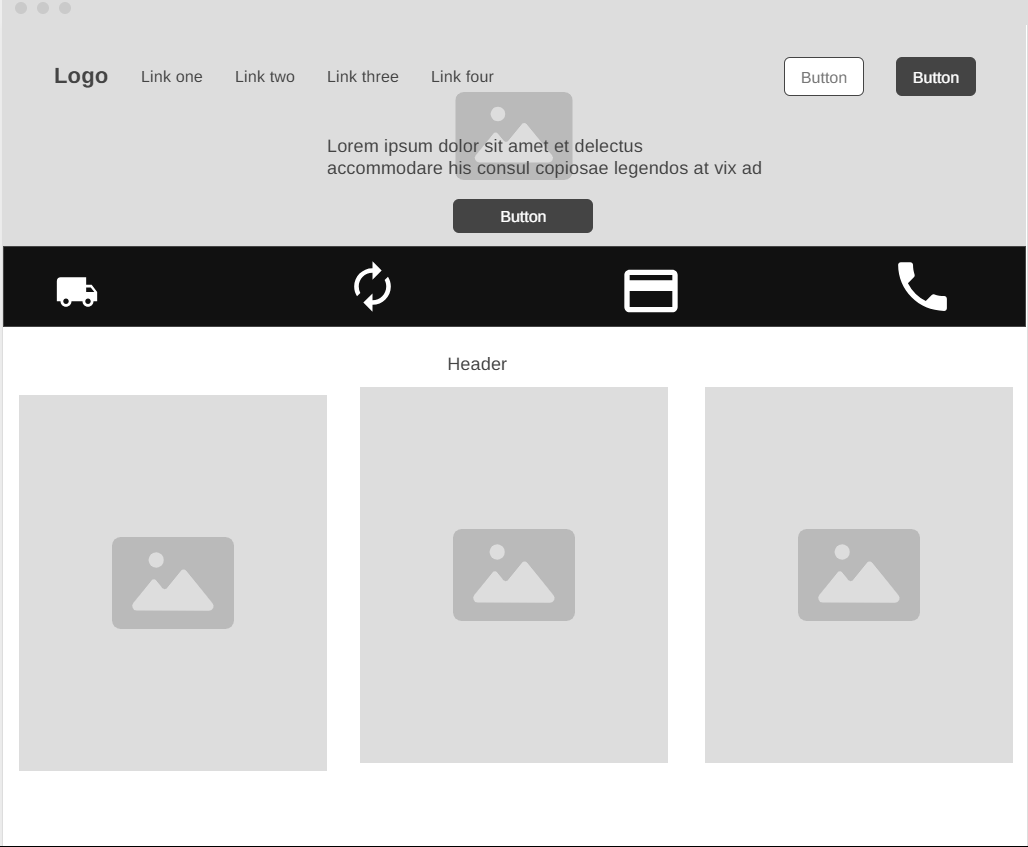 Logo
Link one
Link two
Link three
Link four
Button
Button
Lorem ipsum dolor sit amet et delectus
accommodare his consul copiosae legendos at vix ad
Button
Header